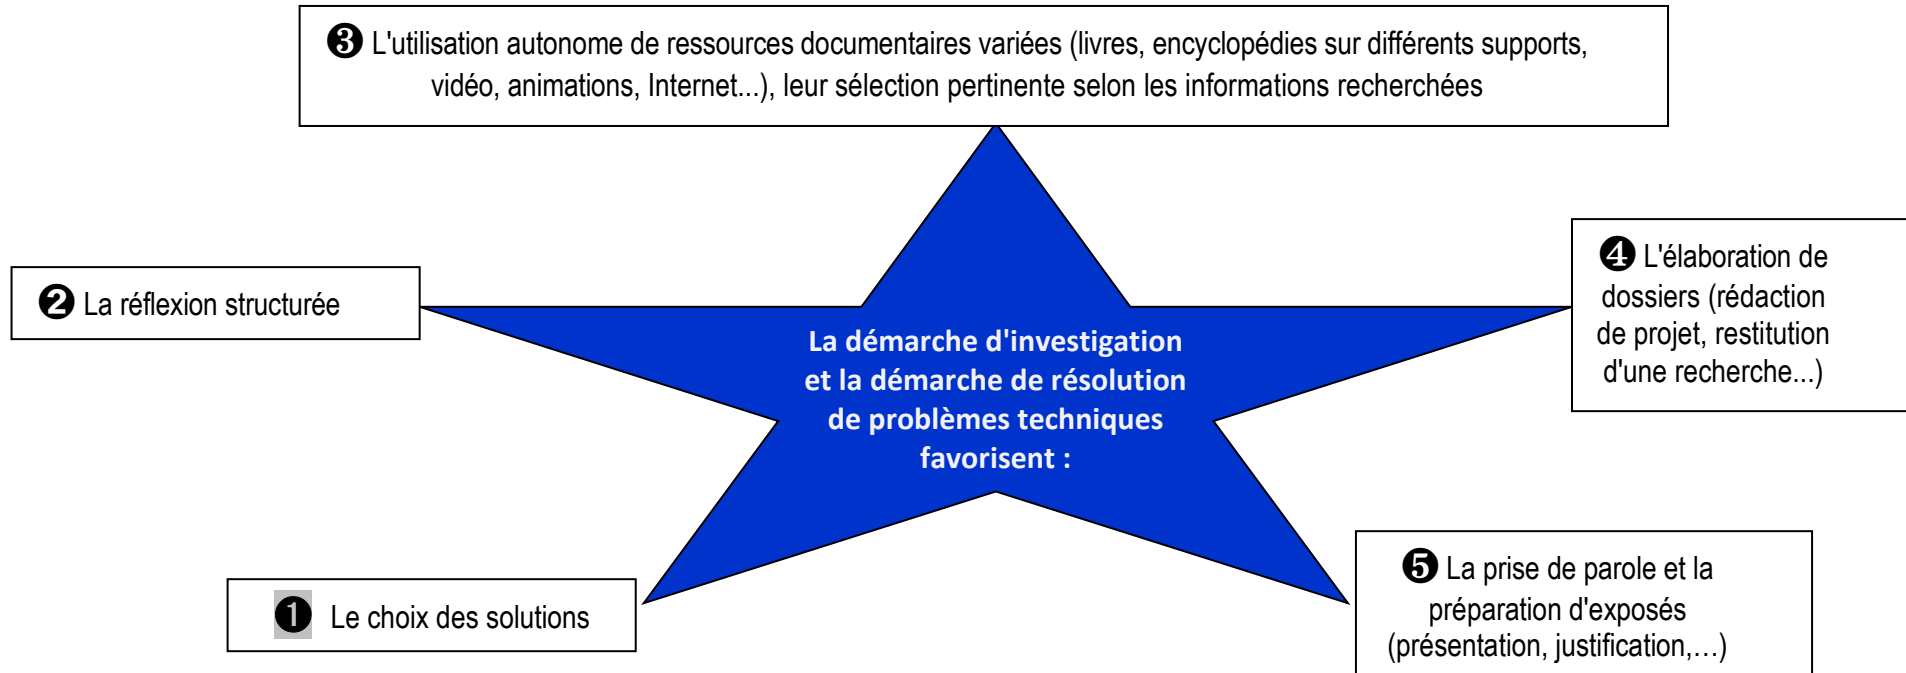 ❸ L'utilisation autonome de ressources documentaires variées (livres, encyclopédies sur différents supports,
vidéo, animations, Internet...), leur sélection pertinente selon les informations recherchées
❷ La réflexion structurée
❹ L'élaboration de
dossiers (rédaction
de projet, restitution
d'une recherche...)
La démarche d'investigation
et la démarche de résolution
de problèmes techniques
favorisent :
❶ Le choix des solutions
❺ La prise de parole et la
préparation d'exposés
(présentation, justification,…)